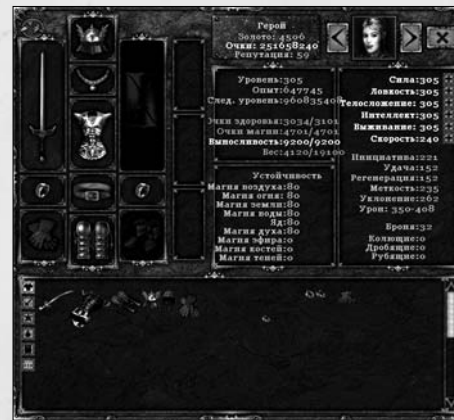 Герой
Золото: 4506
Очки: 251658240
Репутация: 59
Уровень:305
Опыт:647745
След. уровень:960835408
Очки здоровья:3034/3101
Очки магии:4701/4701
Выносливость:9200/9200
Вес:4120/19100
Устойчивость
Магия воздуха:80
Магия огня: 80
Магия земли:80
Магия воды:80
Яд:80
Магия духа:80
Магия эфира:0
Магия костей:0
Магия теней:0
Сила:305
Ловкость:305
Телосложение: 305
Интеллект:305
Выживание: 305
Скорость:240
Инициатива:221
Удача:152
Регенерация:152
Меткость:235
Уклонение:262
Урон: 350-408
Броня:32
Колющие:0
Дробящие:0
Рубящие:0